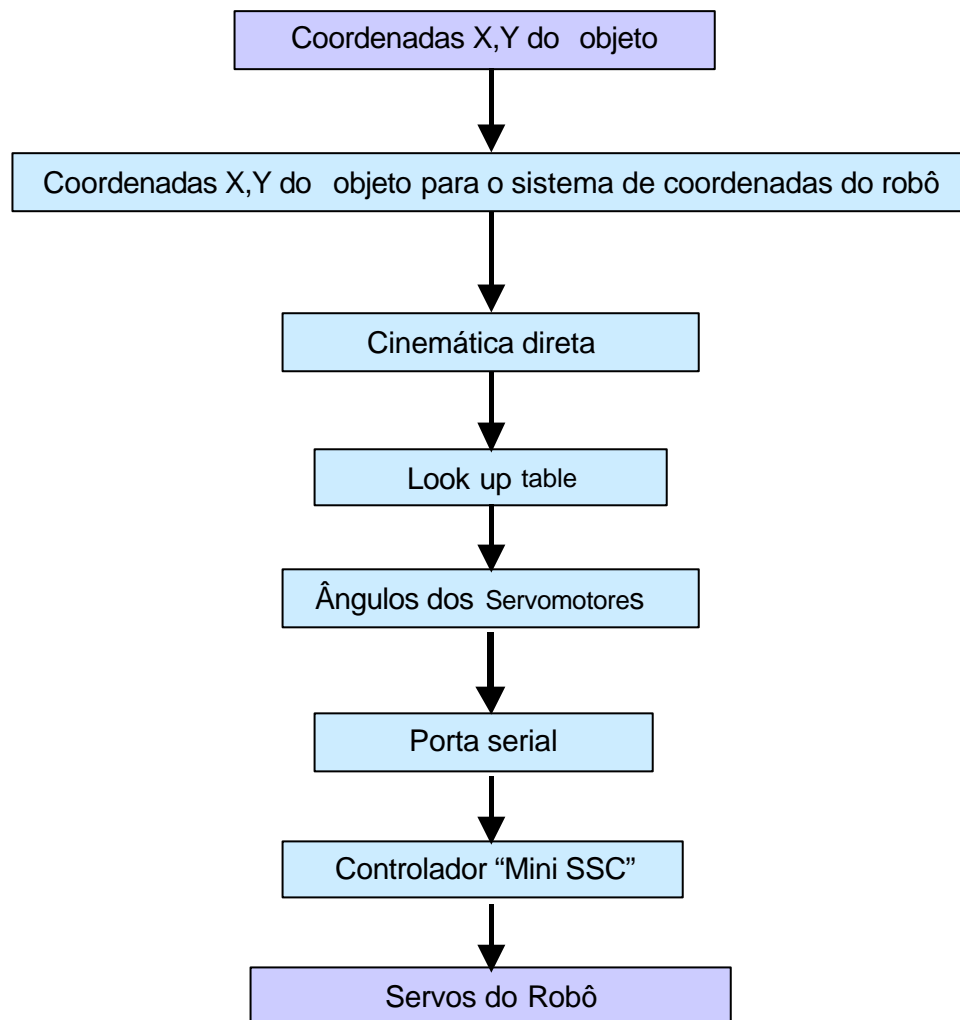 Coordenadas X,Y do objeto
Coordenadas X,Y do objeto para o sistema de coordenadas do robô
Cinemática direta
Look up table
Ângulos dos Servomotores
Porta serial
Controlador “Mini SSC”
Servos do Robô